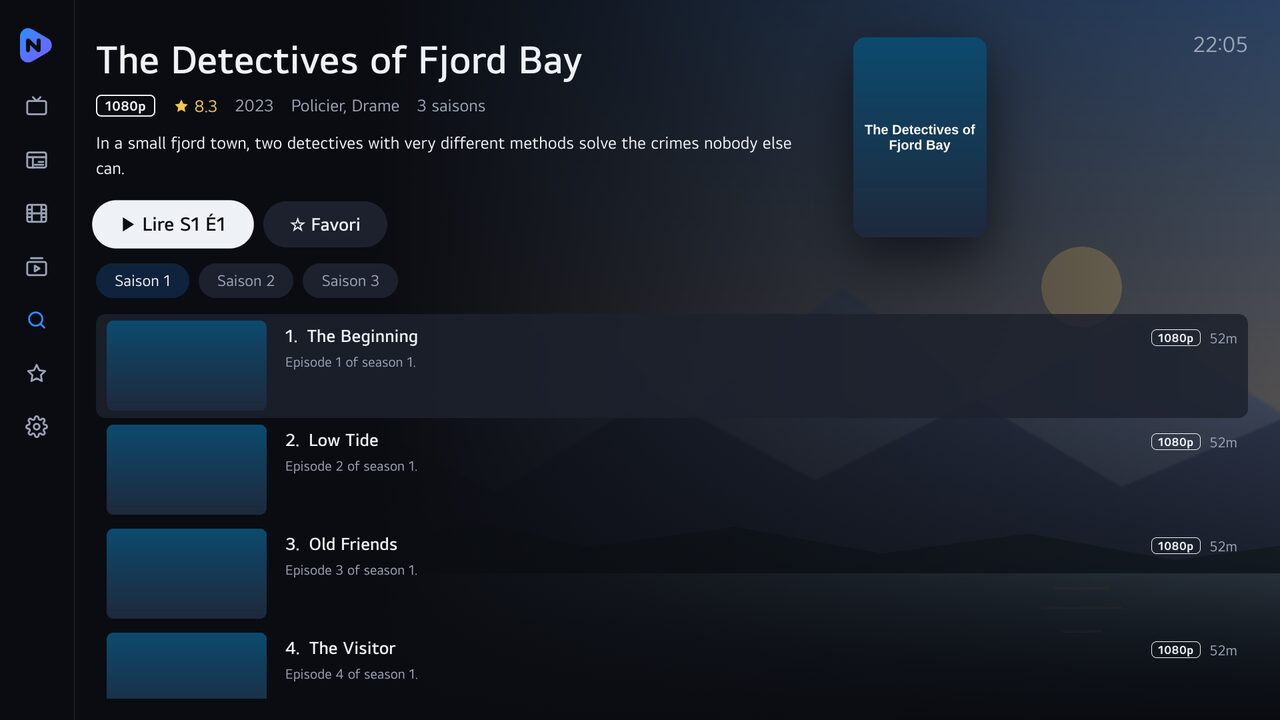 N
22:05
The Detectives of Fjord Bay
1080p ★ 8.3 2023 Policier, Drame 3 saisons
In a small fjord town, two detectives with very different methods solve the crimes nobody else
can.
The Detectives of
Fjord Bay
▶ Lire S1 É1 ☆ Favori
Saison 1 Saison 2 Saison 3
1. The Beginning 1080p 52m
Episode 1 of season 1.
2. Low Tide 1080p 52m
Episode 2 of season 1.
3. Old Friends 1080p 52m
Episode 3 of season 1.
4. The Visitor 1080p 52m
Episode 4 of season 1.